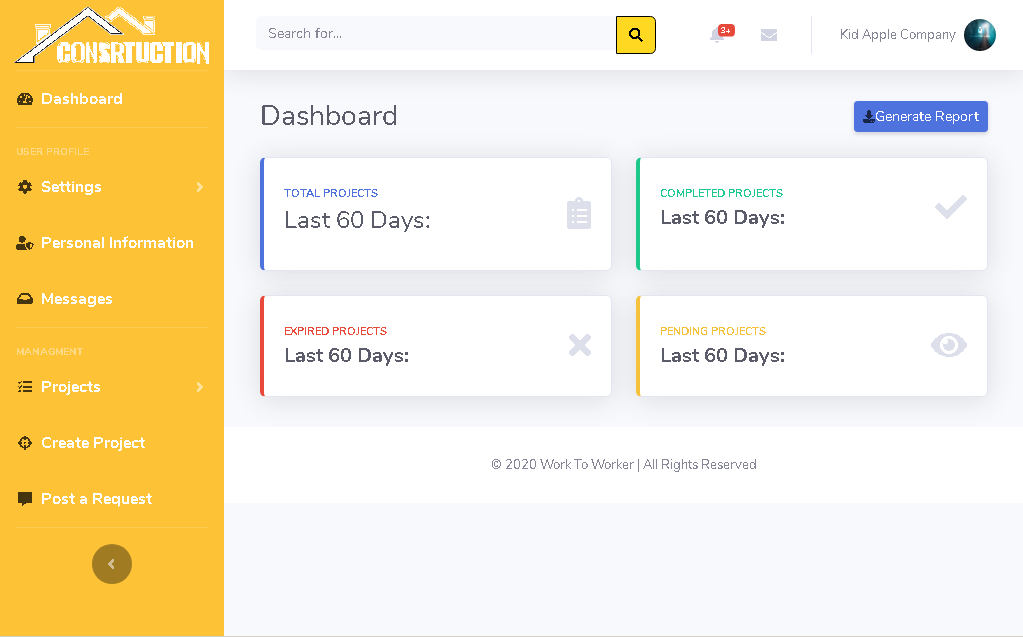 CONSRTUCTION
Search for...
3+
Kid Apple Company
Dashboard
USER PROFILE
Settings
Personal Information
Messages
MANAGMENT
Projects
Create Project
Post a Request
Dashboard
Generate Report
TOTAL PROJECTS
Last 60 Days:
COMPLETED PROJECTS
Last 60 Days:
EXPIRED PROJECTS
Last 60 Days:
PENDING PROJECTS
Last 60 Days:
© 2020 Work To Worker | All Rights Reserved